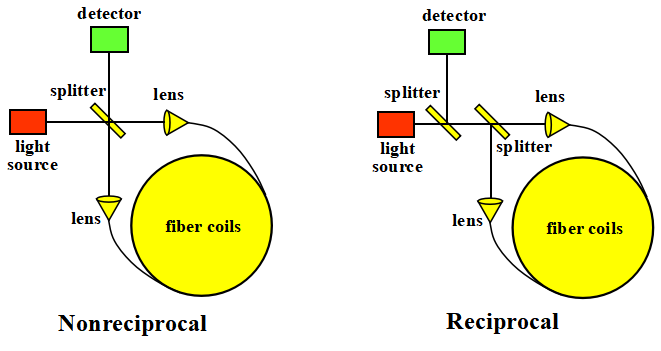 detector
splitter
lens
light
source
lens
fiber coils
Nonreciprocal
detector
splitter
lens
splitter
light
source
lens
fiber coils
Reciprocal